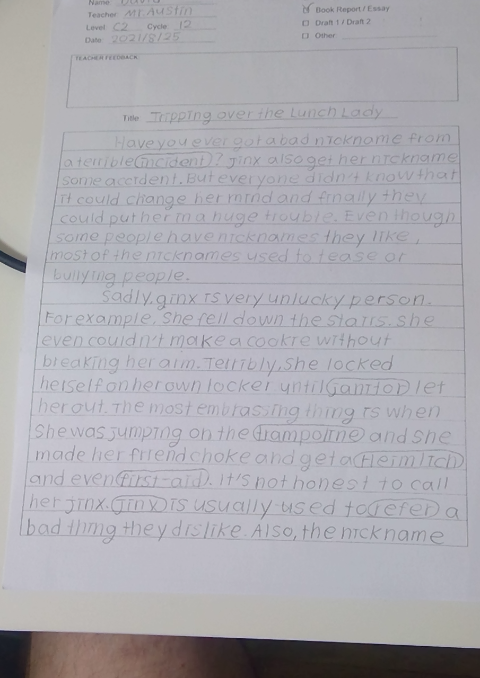 Name: David
Teacher: Mr. Austin
Level: C2 Cycle: 12
Date: 2021/8/25
Book Report / Essay
Draft 1 / Draft 2
Other:
TEACHER FEEDBACK:
Title: Tripping over the Lunch Lady
Have you ever got a bad nickname from
a terrible incident? Jinx also get her nickname
some accident. But everyone didn't know that
it could change her mind and finally they
could put her in a huge trouble. Even though
some people have nicknames they like,
most of the nicknames used to tease or
bullying people.
Sadly, ginx is very unlucky person.
For example, She fell down the stairs. She
even couldn't make a cookie without
breaking her arm. Terribly, she locked
herself on her own locker until janitor let
her out. The most embrassing thing is when
She was jumping on the trampoline and she
made her friend choke and get a Heimlich
and even first-aid. It's not honest to call
her jinx. Jinx is usually used to refer a
bad thing they dislike. Also, the nickname